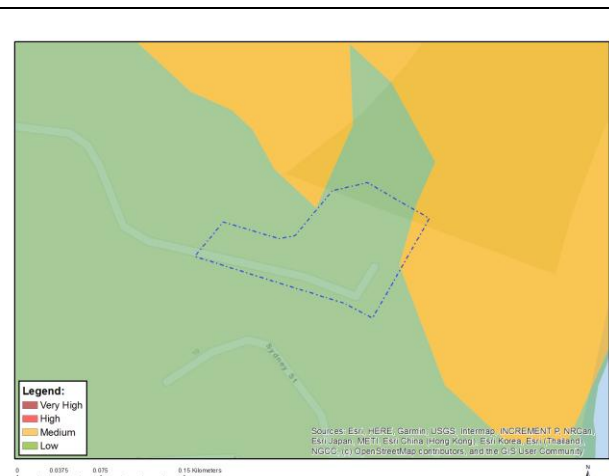 Sydney St
Legend:
Very High
High
Medium
Low
Sources: Esri, HERE, Garmin, USGS, Intermap, INCREMENT P, NRCan,
Esri Japan, METI, Esri China (Hong Kong), Esri Korea, Esri (Thailand),
NGCC, (c) OpenStreetMap contributors, and the GIS User Community
0 0.0375 0.075 0.15 Kilometers
N